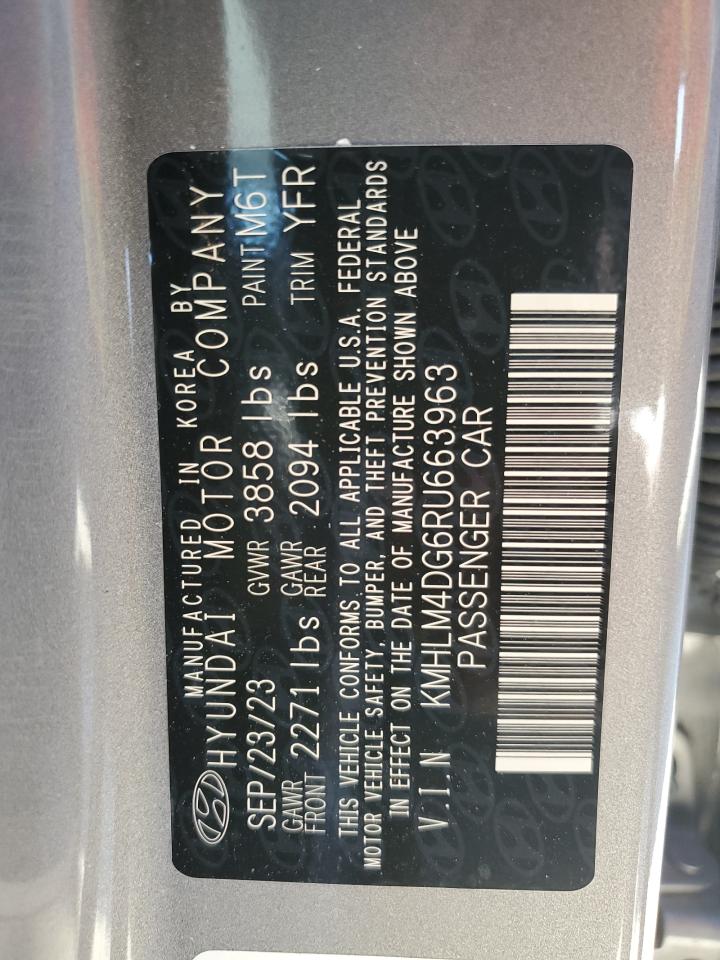 MANUFACTURED IN KOREA BY
HYUNDAI MOTOR COMPANY
SEP/23/23 GVWR 3858 lbs PAINT M6T
GAWR FRONT 2271 lbs GAWR REAR 2094 lbs TRIM YFR
THIS VEHICLE CONFORMS TO ALL APPLICABLE U.S.A. FEDERAL
MOTOR VEHICLE SAFETY, BUMPER, AND THEFT PREVENTION STANDARDS
IN EFFECT ON THE DATE OF MANUFACTURE SHOWN ABOVE
V.I.N KMHLM4DG6RU663963
PASSENGER CAR